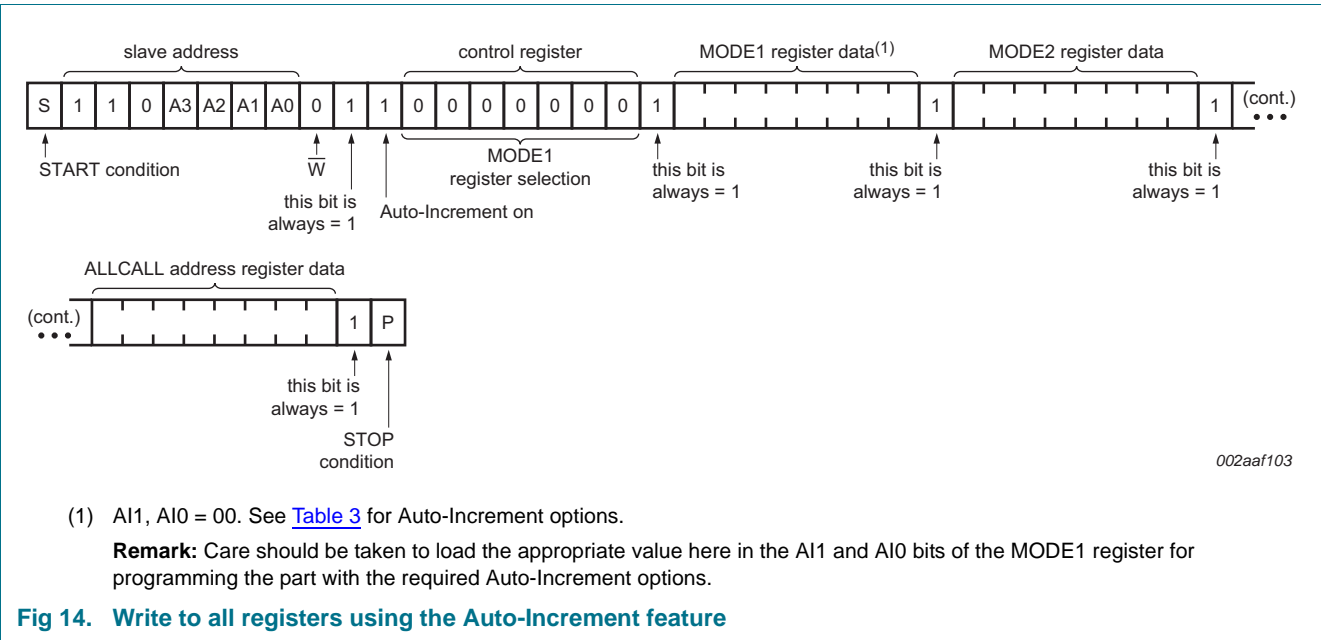 slave address control register MODE1 register data(1) MODE2 register data
S 1 1 0 A3 A2 A1 A0 0 1 1 0 0 0 0 0 0 0 1 1 1 (cont.)
START condition
W
this bit is
always = 1
Auto-Increment on
MODE1
register selection
this bit is
always = 1
this bit is
always = 1
this bit is
always = 1
ALLCALL address register data
(cont.) 1 P
this bit is
always = 1
STOP
condition
002aaf103
(1) AI1, AI0 = 00. See Table 3 for Auto-Increment options.
Remark: Care should be taken to load the appropriate value here in the AI1 and AI0 bits of the MODE1 register for
programming the part with the required Auto-Increment options.
Fig 14. Write to all registers using the Auto-Increment feature